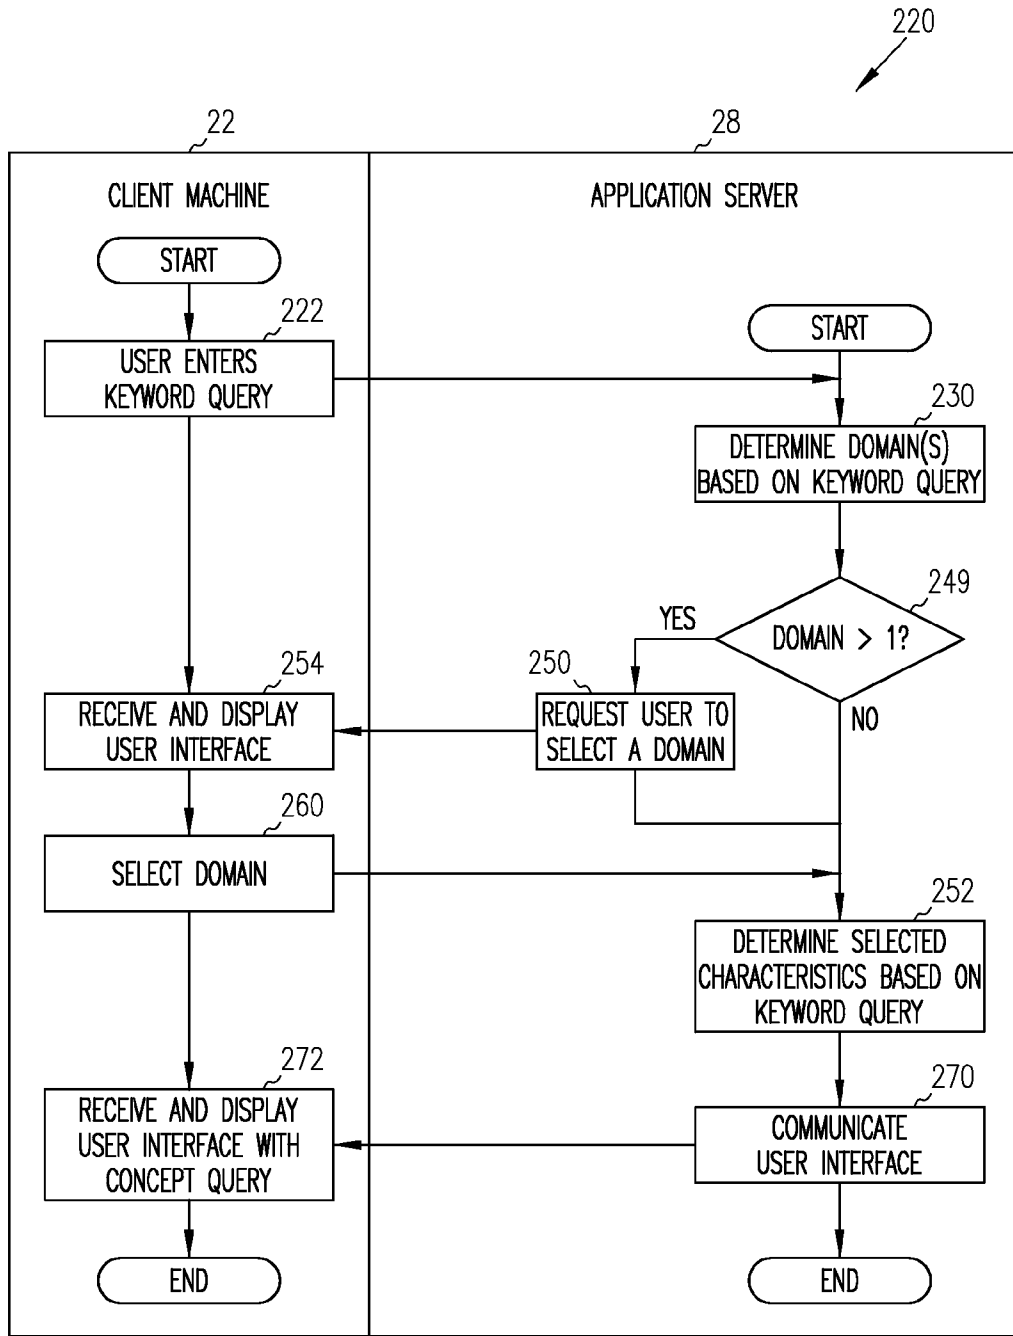 220
22
28
CLIENT MACHINE
APPLICATION SERVER
START
222
USER ENTERS
KEYWORD QUERY
START
230
DETERMINE DOMAIN(S)
BASED ON KEYWORD QUERY
249
DOMAIN > 1?
YES
NO
250
REQUEST USER TO
SELECT A DOMAIN
254
RECEIVE AND DISPLAY
USER INTERFACE
260
SELECT DOMAIN
252
DETERMINE SELECTED
CHARACTERISTICS BASED ON
KEYWORD QUERY
272
RECEIVE AND DISPLAY
USER INTERFACE WITH
CONCEPT QUERY
270
COMMUNICATE
USER INTERFACE
END
END